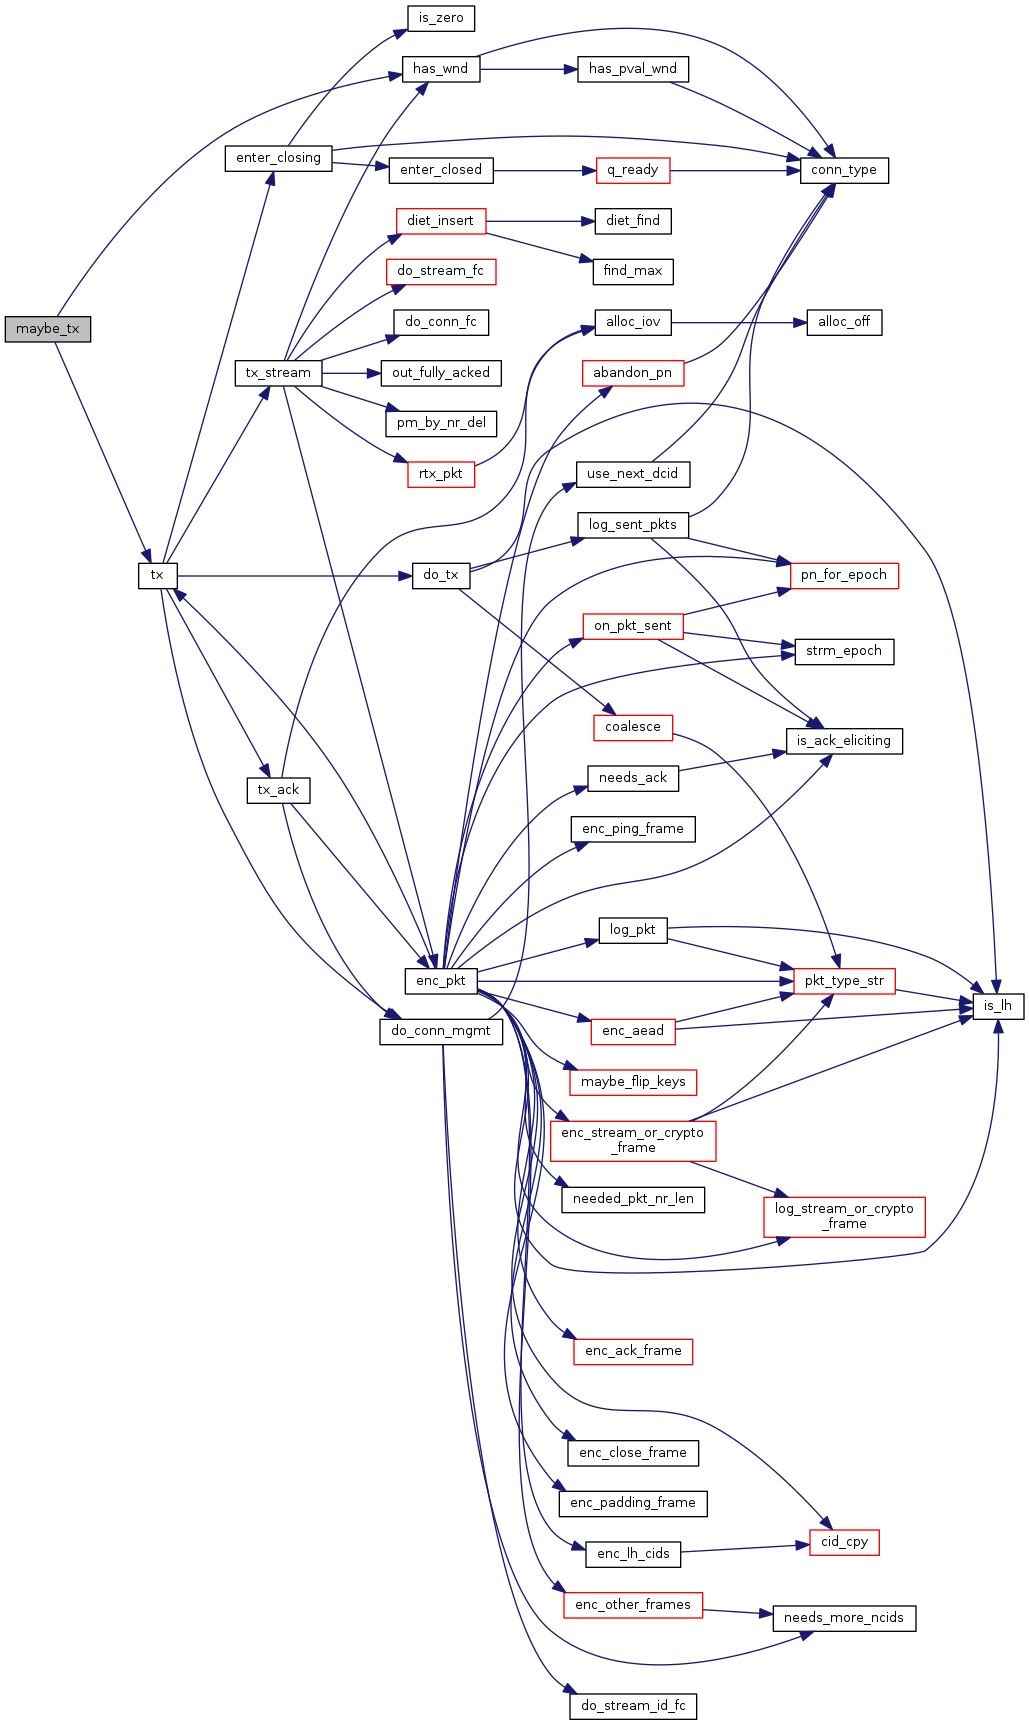 is_zero
has_wnd
has_pval_wnd
enter_closing
enter_closed
q_ready
conn_type
diet_insert
diet_find
do_stream_fc
find_max
maybe_tx
do_conn_fc
alloc_iov
alloc_off
tx_stream
out_fully_acked
abandon_pn
pm_by_nr_del
rtx_pkt
use_next_dcid
log_sent_pkts
tx
do_tx
pn_for_epoch
on_pkt_sent
strm_epoch
coalesce
is_ack_eliciting
tx_ack
needs_ack
enc_ping_frame
log_pkt
enc_pkt
pkt_type_str
is_lh
do_conn_mgmt
enc_aead
maybe_flip_keys
enc_stream_or_crypto
_frame
needed_pkt_nr_len
log_stream_or_crypto
_frame
enc_ack_frame
enc_close_frame
enc_padding_frame
cid_cpy
enc_lh_cids
enc_other_frames
needs_more_ncids
do_stream_id_fc